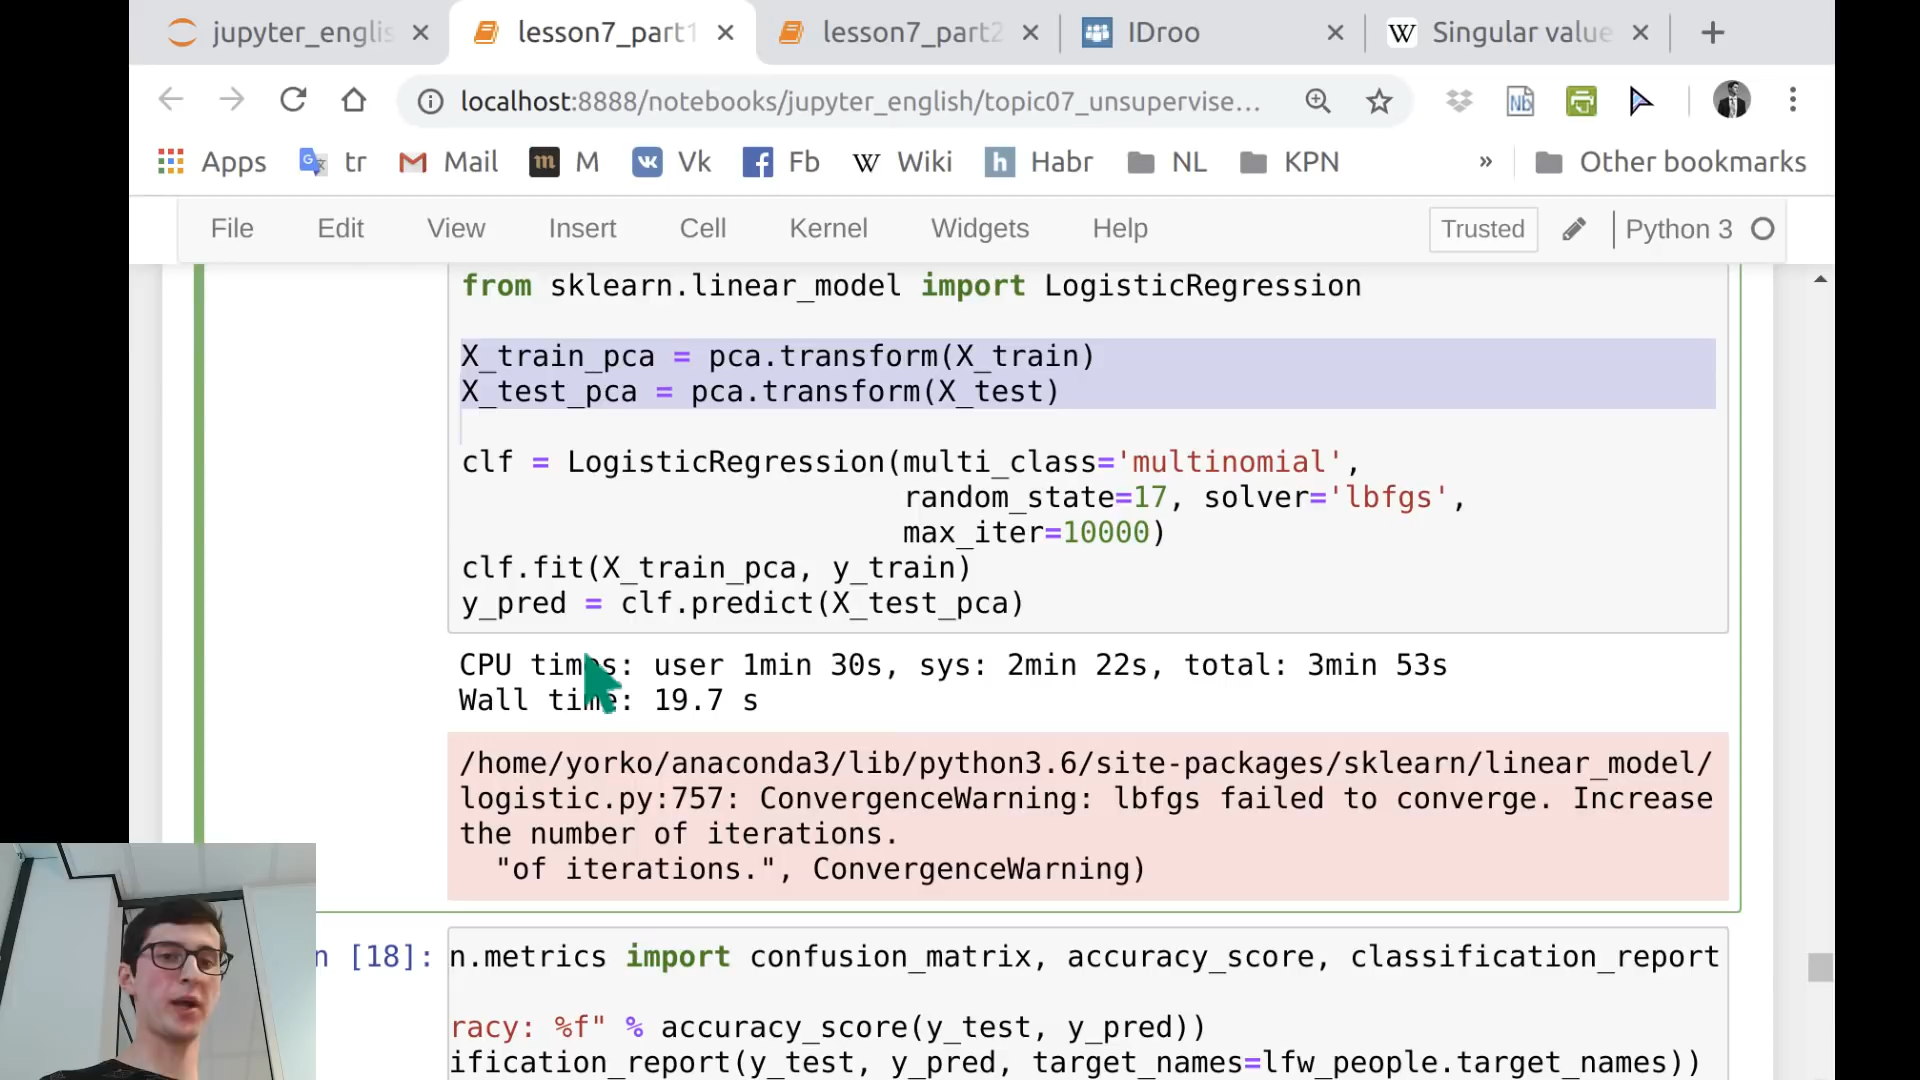 jupyter_englis
lesson7_part1
lesson7_part2
IDroo
Singular value
localhost:8888/notebooks/jupyter_english/topic07_unsupervise...
Apps
tr
Mail
M
Vk
Fb
Wiki
Habr
NL
KPN
»
Other bookmarks
File
Edit
View
Insert
Cell
Kernel
Widgets
Help
Trusted
Python 3
from sklearn.linear_model import LogisticRegression
X_train_pca = pca.transform(X_train)
X_test_pca = pca.transform(X_test)
clf = LogisticRegression(multi_class='multinomial',
random_state=17, solver='lbfgs',
max_iter=10000)
clf.fit(X_train_pca, y_train)
y_pred = clf.predict(X_test_pca)
CPU times: user 1min 30s, sys: 2min 22s, total: 3min 53s
Wall time: 19.7 s
/home/yorko/anaconda3/lib/python3.6/site-packages/sklearn/linear_model/
logistic.py:757: ConvergenceWarning: lbfgs failed to converge. Increase
the number of iterations.
"of iterations.", ConvergenceWarning)
n [18]: n.metrics import confusion_matrix, accuracy_score, classification_report
racy: %f" % accuracy_score(y_test, y_pred))
ification_report(y_test, y_pred, target_names=lfw_people.target_names))